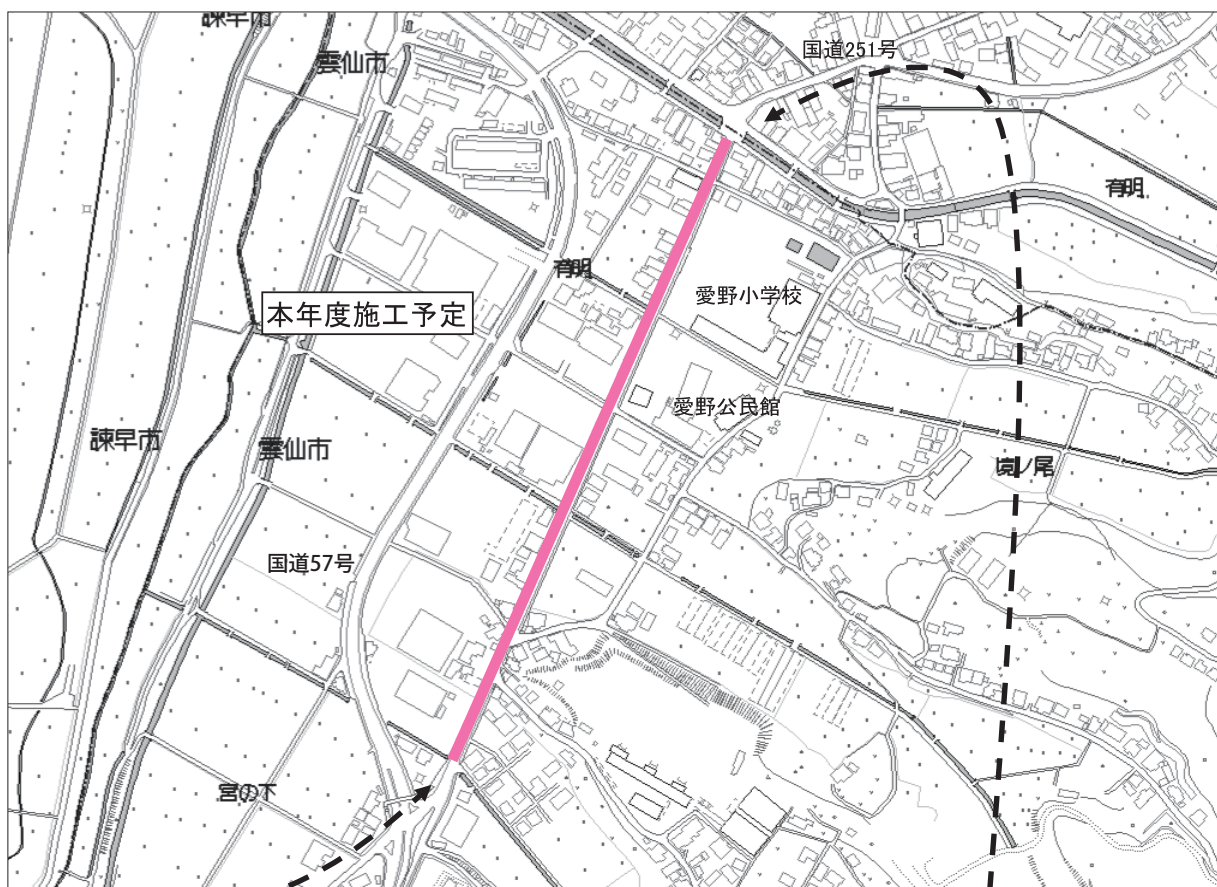 諫早市
雲仙市
国道251号
有明
有明
愛野小学校
本年度施工予定
愛野公民館
諫早市
雲仙市
国道57号
宮の下